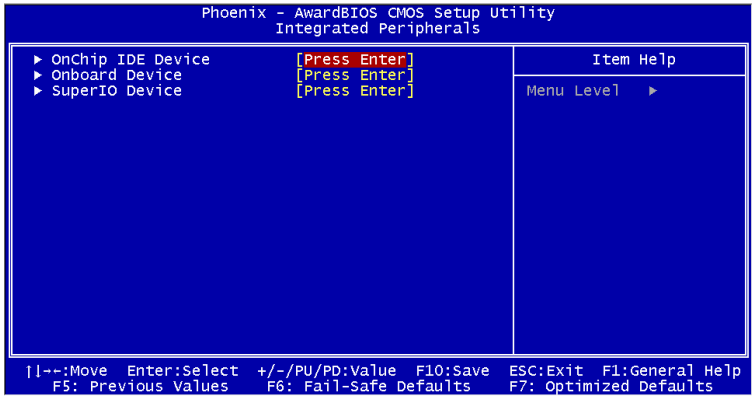 Phoenix - AwardBIOS CMOS Setup Utility
Integrated Peripherals
▶ OnChip IDE Device [Press Enter] Item Help
▶ Onboard Device [Press Enter]
▶ SuperIO Device [Press Enter] Menu Level ▶
↑↓→←:Move Enter:Select +/-/PU/PD:Value F10:Save ESC:Exit F1:General Help
F5: Previous Values F6: Fail-Safe Defaults F7: Optimized Defaults